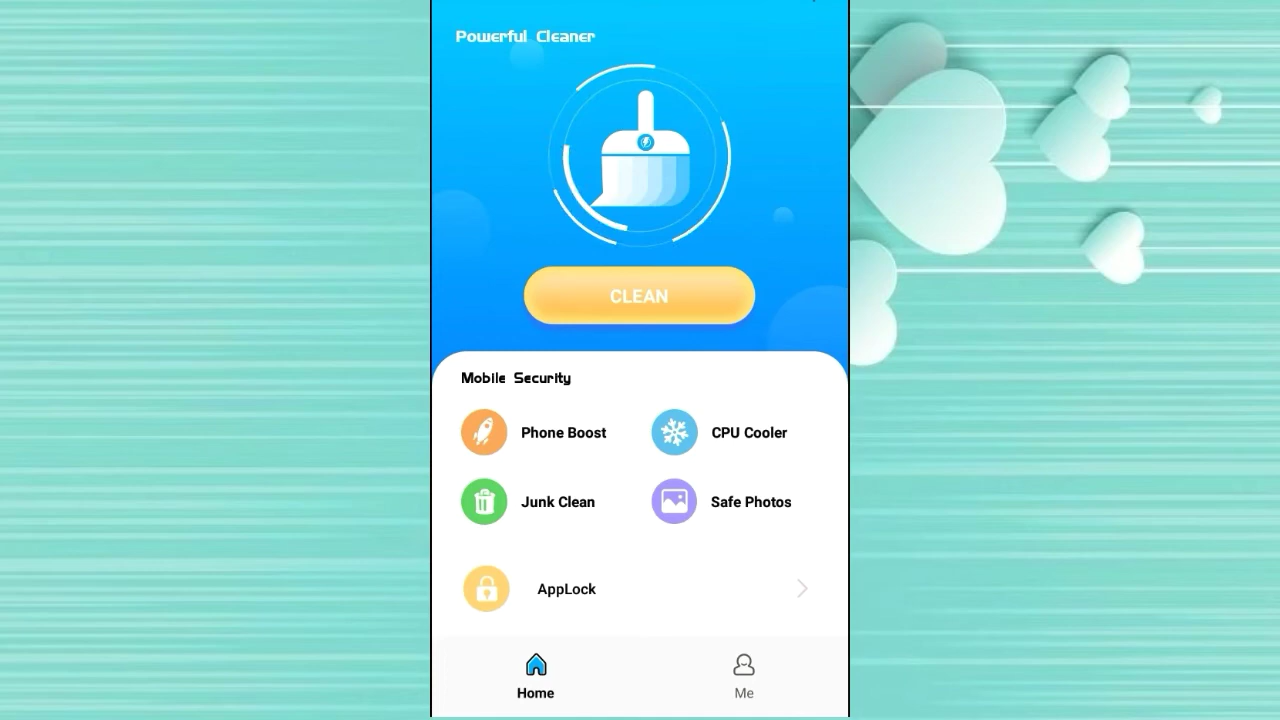 Powerful Cleaner
CLEAN
Mobile Security
Phone Boost
CPU Cooler
Junk Clean
Safe Photos
AppLock
Home
Me